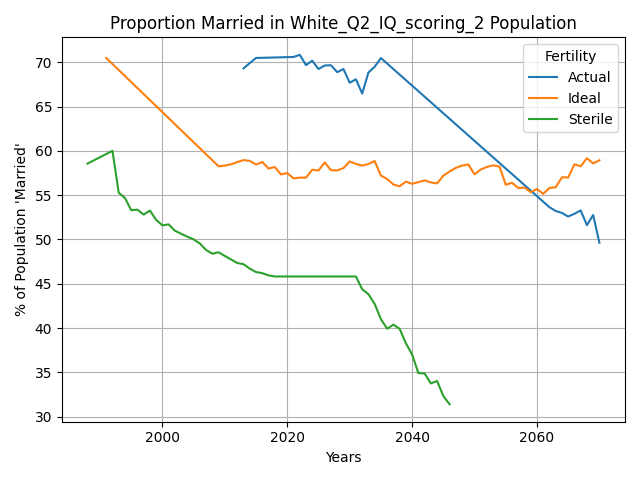 Proportion Married in White_Q2_IQ_scoring_2 Population
Fertility
Actual
Ideal
Sterile
% of Population 'Married'
70
65
60
55
50
45
40
35
30
2000
2020
2040
2060
Years